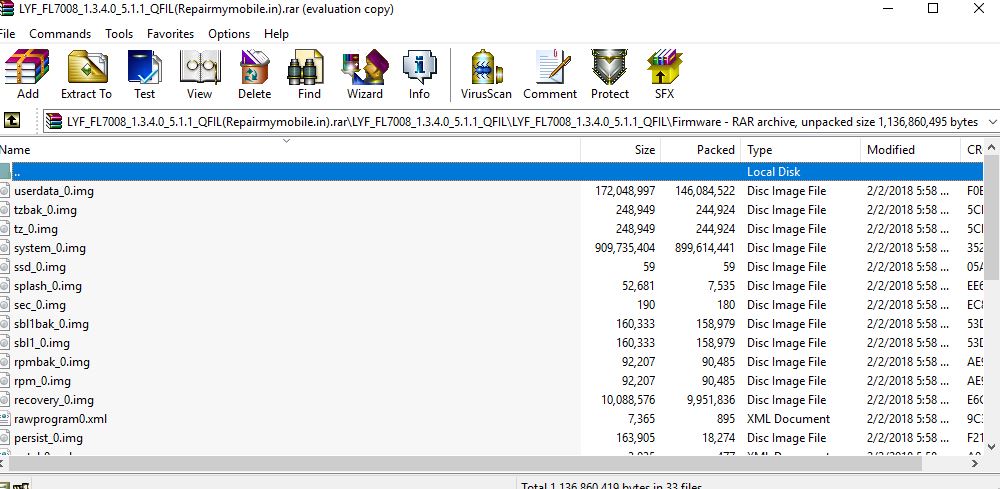 LYF_FL7008_1.3.4.0_5.1.1_QFIL(Repairmymobile.in).rar (evaluation copy)
File Commands Tools Favorites Options Help
Add Extract To Test View Delete Find Wizard Info VirusScan Comment Protect SFX
LYF_FL7008_1.3.4.0_5.1.1_QFIL(Repairmymobile.in).rar\LYF_FL7008_1.3.4.0_5.1.1_QFIL\LYF_FL7008_1.3.4.0_5.1.1_QFIL\Firmware - RAR archive, unpacked size 1,136,860,495 bytes
Name Size Packed Type Modified CR
.. Local Disk
userdata_0.img 172,048,997 146,084,522 Disc Image File 2/2/2018 5:58 ... F0E
tzbak_0.img 248,949 244,924 Disc Image File 2/2/2018 5:58 ... 5CI
tz_0.img 248,949 244,924 Disc Image File 2/2/2018 5:58 ... 5CI
system_0.img 909,735,404 899,614,441 Disc Image File 2/2/2018 5:58 ... 352
ssd_0.img 59 59 Disc Image File 2/2/2018 5:58 ... 05A
splash_0.img 52,681 7,535 Disc Image File 2/2/2018 5:58 ... EE6
sec_0.img 190 180 Disc Image File 2/2/2018 5:58 ... EC8
sbl1bak_0.img 160,333 158,979 Disc Image File 2/2/2018 5:58 ... 53D
sbl1_0.img 160,333 158,979 Disc Image File 2/2/2018 5:58 ... 53D
rpmbak_0.img 92,207 90,485 Disc Image File 2/2/2018 5:58 ... AE9
rpm_0.img 92,207 90,485 Disc Image File 2/2/2018 5:58 ... AE9
recovery_0.img 10,088,576 9,951,836 Disc Image File 2/2/2018 5:58 ... E6C
rawprogram0.xml 7,365 895 XML Document 2/2/2018 5:58 ... 9C3
persist_0.img 163,905 18,274 Disc Image File 2/2/2018 5:58 ... F21
Total 1,136,860,419 bytes in 33 files